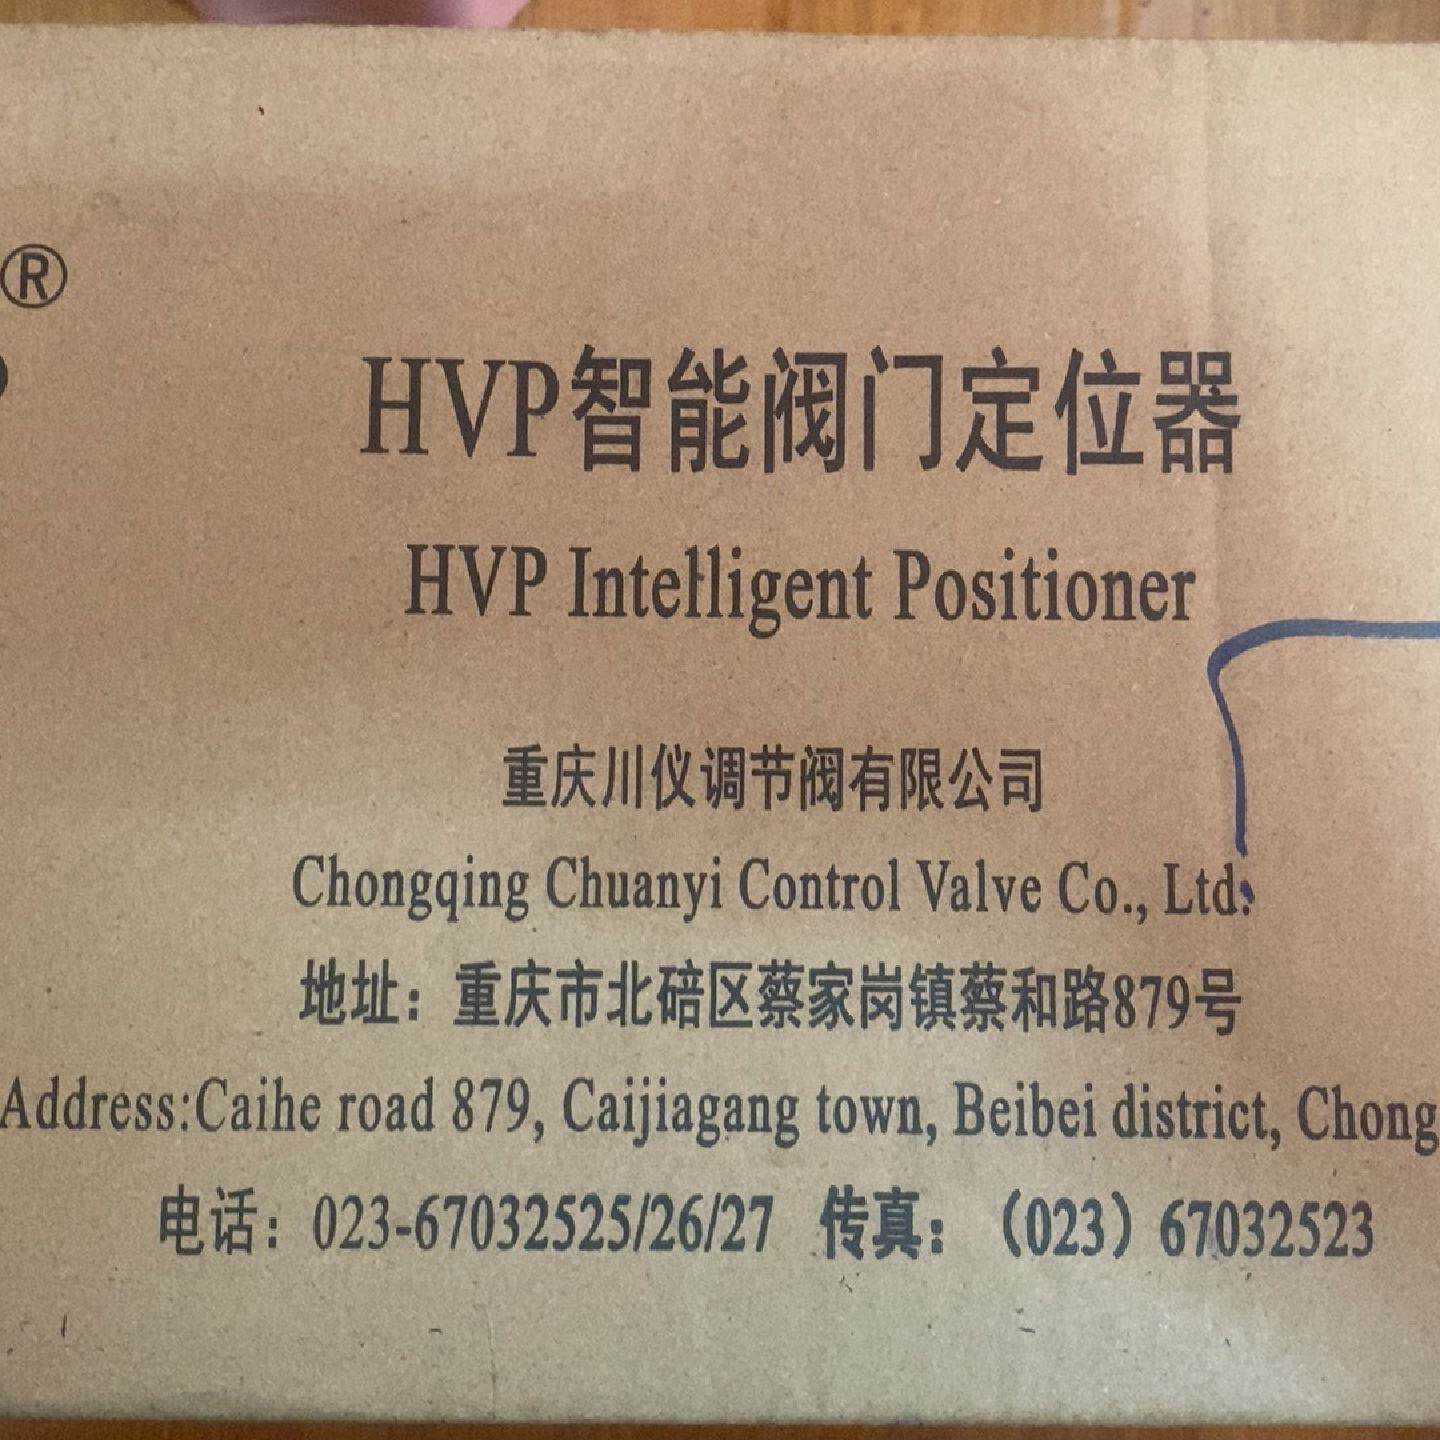 ®
HVP智能阀门定位器
HVP Intelligent Positioner
重庆川仪调节阀有限公司
Chongqing Chuanyi Control Valve Co., Ltd.
地址：重庆市北碚区蔡家岗镇蔡和路879号
Address:Caihe road 879, Caijiagang town, Beibei district, Chong
电话：023-67032525/26/27 传真：（023）67032523